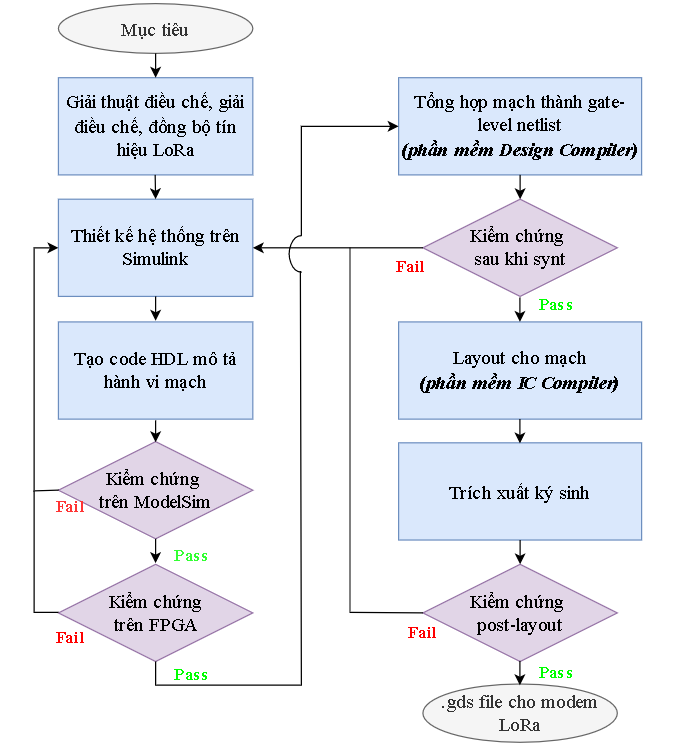 Mục tiêu
Giải thuật điều chế, giải
điều chế, đồng bộ tín
hiệu LoRa
Thiết kế hệ thống trên
Simulink
Tạo code HDL mô tả
hành vi mạch
Kiểm chứng
trên ModelSim
Fail
Pass
Kiểm chứng
trên FPGA
Fail
Pass
Tổng hợp mạch thành gate-
level netlist
(phần mềm Design Compiler)
Kiểm chứng
sau khi synt
Fail
Pass
Layout cho mạch
(phần mềm IC Compiler)
Trích xuất ký sinh
Kiểm chứng
post-layout
Fail
Pass
.gds file cho modem
LoRa